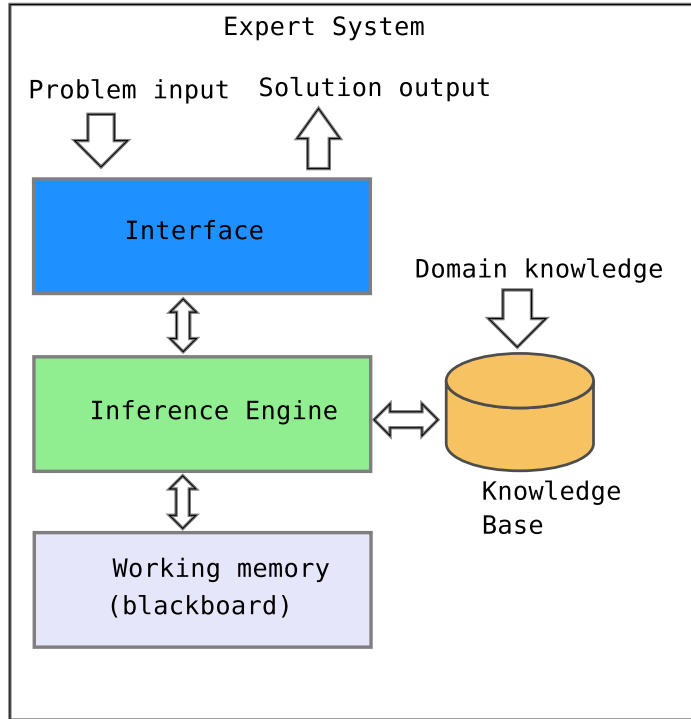 Expert System
Problem input
Solution output
Interface
Domain knowledge
Inference Engine
Knowledge
Base
Working memory
(blackboard)